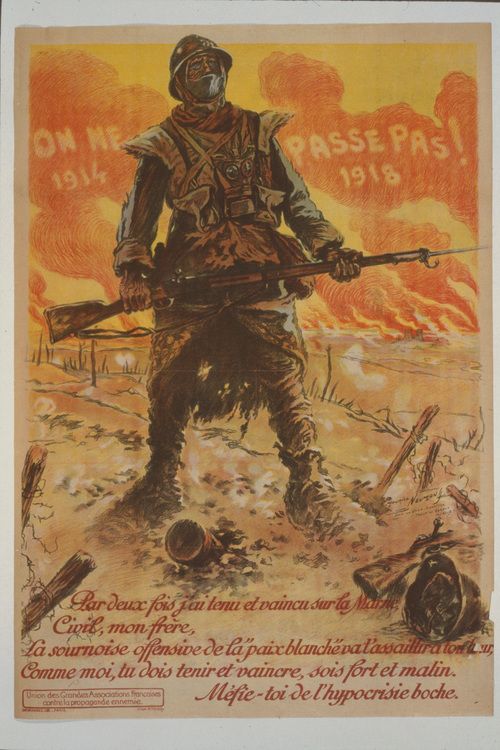 ON NE PASSE PAS!
1914 1918
Par deux fois j'ai tenu et vaincu sur la Marne,
Civil, mon frère,
La sournoise offensive de la "paix blanche" va t'assaillir à ton
Comme moi, tu dois tenir et vaincre, sois fort et malin.
Méfie-toi de l'hypocrisie boche.
Union des Grandes Associations Françaises
contre la propagande ennemie.